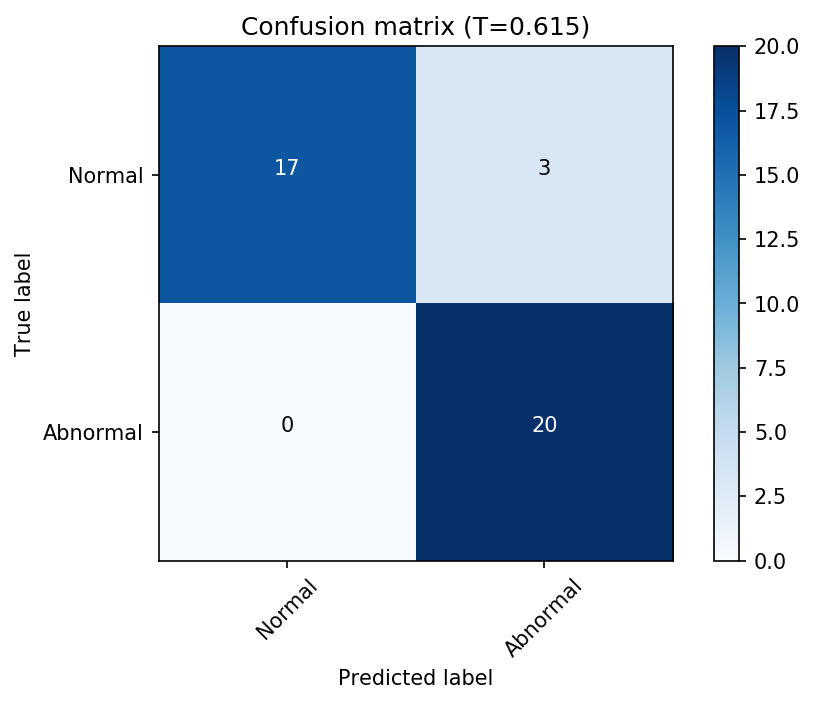 Confusion matrix (T=0.615)
True label
Normal
Abnormal
17
3
0
20
Normal
Abnormal
Predicted label
20.0
17.5
15.0
12.5
10.0
7.5
5.0
2.5
0.0